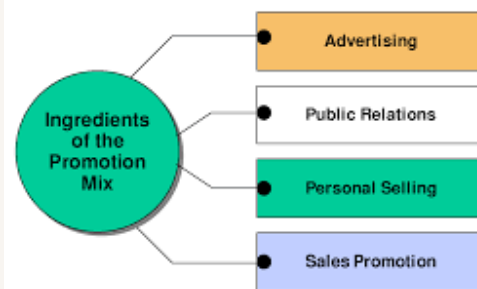 Ingredients
of the
Promotion
Mix
Advertising
Public Relations
Personal Selling
Sales Promotion